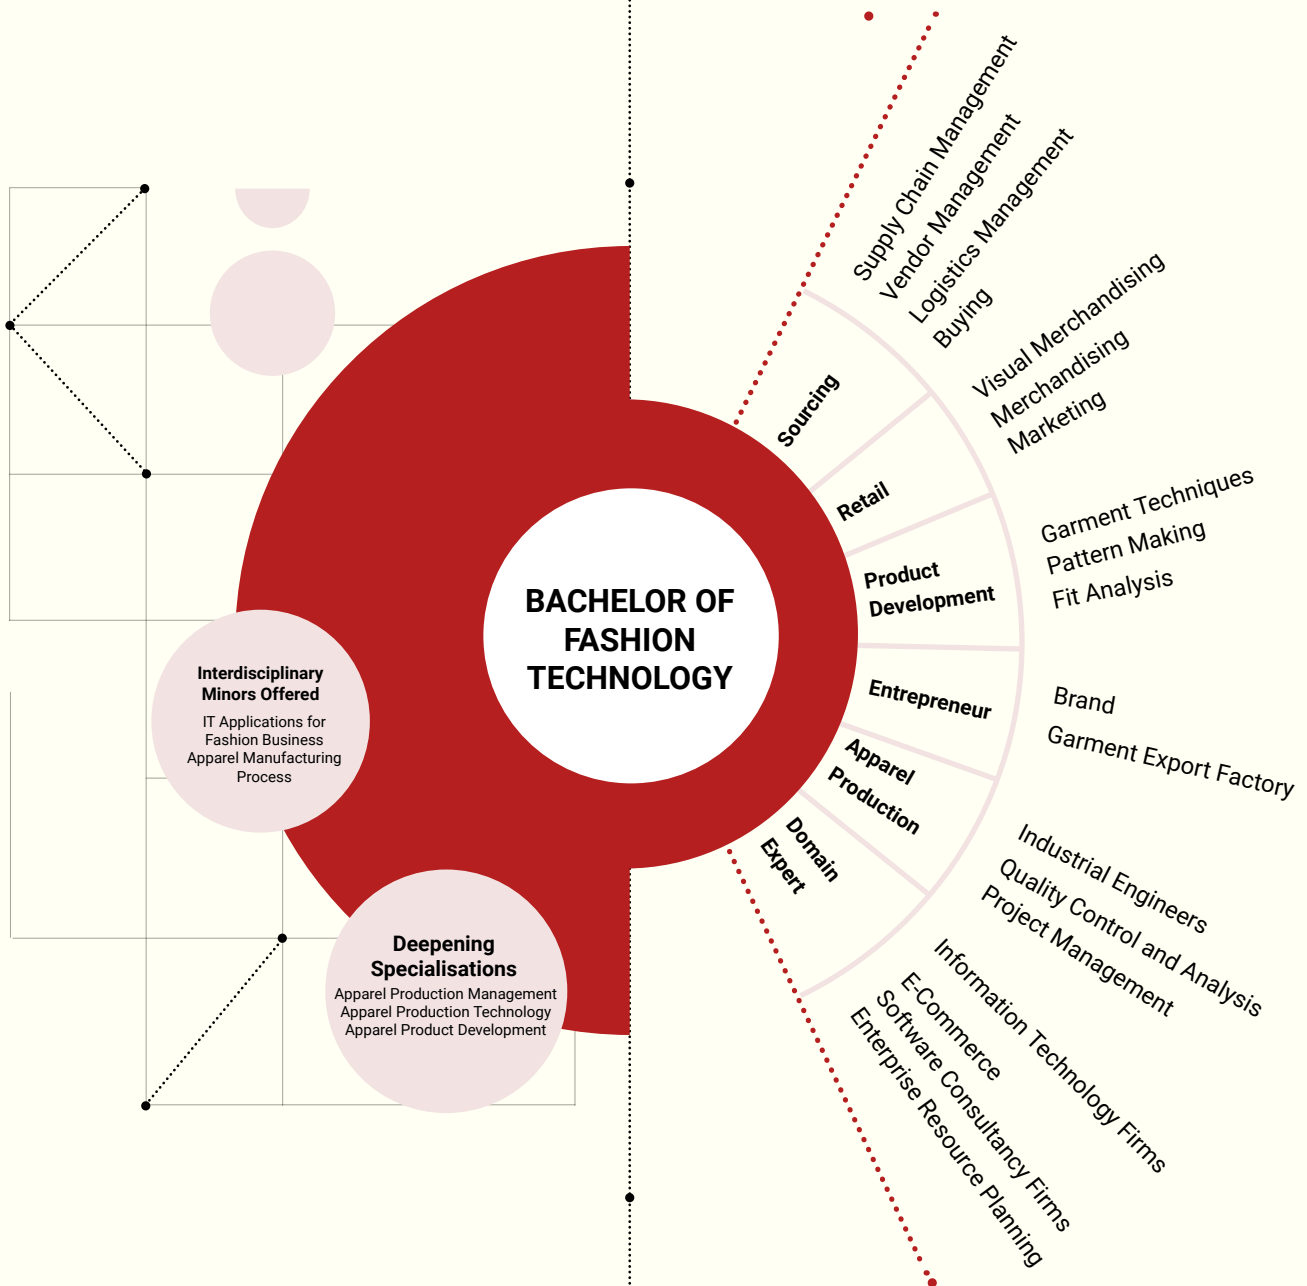 BACHELOR OF
FASHION
TECHNOLOGY
Interdisciplinary
Minors Offered
IT Applications for
Fashion Business
Apparel Manufacturing
Process
Deepening
Specialisations
Apparel Production Management
Apparel Production Technology
Apparel Product Development
Sourcing
Supply Chain Management
Vendor Management
Logistics Management
Buying
Retail
Visual Merchandising
Merchandising
Marketing
Product
Development
Garment Techniques
Pattern Making
Fit Analysis
Entrepreneur
Brand
Garment Export Factory
Apparel
Production
Industrial Engineers
Quality Control and Analysis
Project Management
Domain
Expert
Information Technology Firms
E-Commerce
Software Consultancy Firms
Enterprise Resource Planning